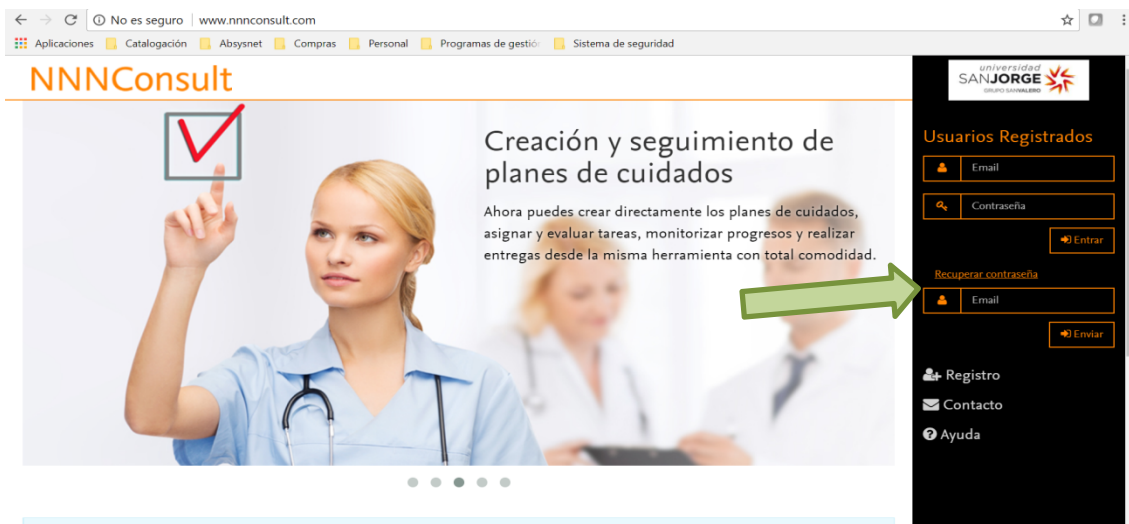 No es seguro www.nnnconsult.com
Aplicaciones Catalogación Absysnet Compras Personal Programas de gestió Sistema de seguridad
NNNConsult
universidad
SANJORGE
GRUPO SANVALERO
Creación y seguimiento de
planes de cuidados
Ahora puedes crear directamente los planes de cuidados,
asignar y evaluar tareas, monitorizar progresos y realizar
entregas desde la misma herramienta con total comodidad.
Usuarios Registrados
Email
Contraseña
Entrar
Recuperar contraseña
Email
Enviar
Registro
Contacto
Ayuda